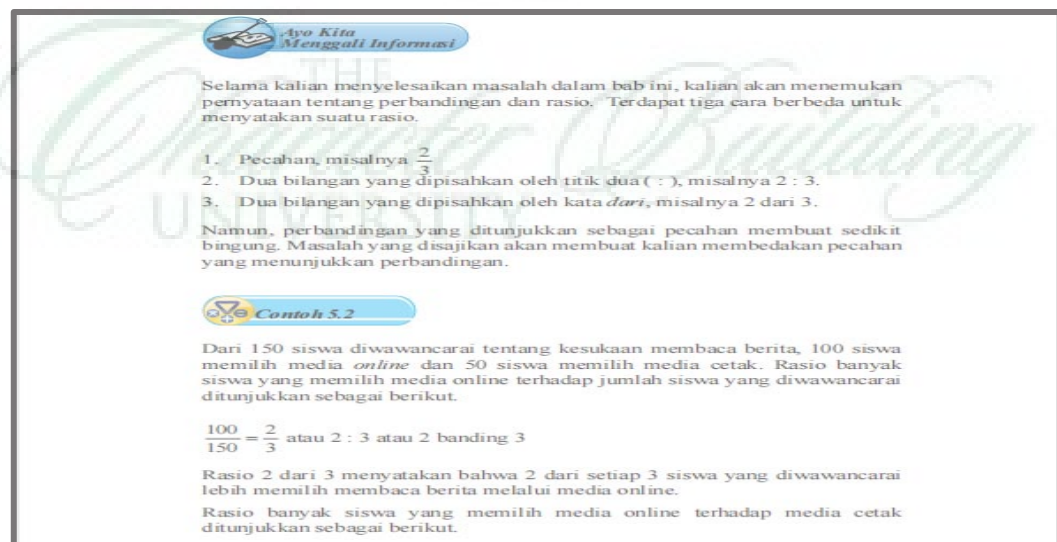 Ayo Kita
Menggali Informasi
THE
Character Building
UNIVERSITY
Selama kalian menyelesaikan masalah dalam bab ini, kalian akan menemukan
pernyataan tentang perbandingan dan rasio. Terdapat tiga cara berbeda untuk
menyatakan suatu rasio.
1. Pecahan, misalnya 2/3
2. Dua bilangan yang dipisahkan oleh titik dua ( : ), misalnya 2 : 3.
3. Dua bilangan yang dipisahkan oleh kata dari, misalnya 2 dari 3.
Namun, perbandingan yang ditunjukkan sebagai pecahan membuat sedikit
bingung. Masalah yang disajikan akan membuat kalian membedakan pecahan
yang menunjukkan perbandingan.
Contoh 5.2
Dari 150 siswa diwawancarai tentang kesukaan membaca berita, 100 siswa
memilih media online dan 50 siswa memilih media cetak. Rasio banyak
siswa yang memilih media online terhadap jumlah siswa yang diwawancarai
ditunjukkan sebagai berikut.
100/150 = 2/3 atau 2 : 3 atau 2 banding 3
Rasio 2 dari 3 menyatakan bahwa 2 dari setiap 3 siswa yang diwawancarai
lebih memilih membaca berita melalui media online.
Rasio banyak siswa yang memilih media online terhadap media cetak
ditunjukkan sebagai berikut.